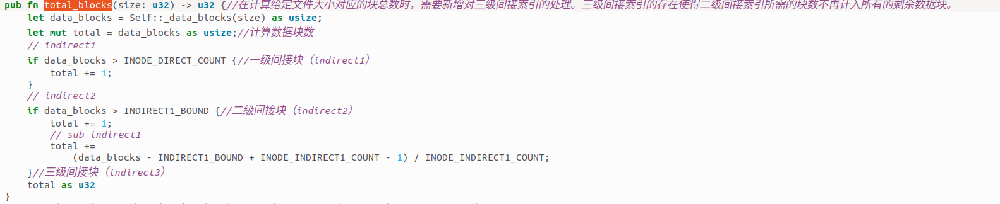 pub fn total_blocks(size: u32) -> u32 {//在计算给定文件大小对应的块总数时，需要新增对三级间接索引的处理。三级间接索引的存在使得二级间接索引所需的块数不再计入所有的剩余数据块。
let data_blocks = Self::_data_blocks(size) as usize;
let mut total = data_blocks as usize;//计算数据块数
// indirect1
if data_blocks > INODE_DIRECT_COUNT {//一级间接块（indirect1）
total += 1;
}
// indirect2
if data_blocks > INDIRECT1_BOUND {//二级间接块（indirect2）
total += 1;
// sub indirect1
total +=
(data_blocks - INDIRECT1_BOUND + INODE_INDIRECT1_COUNT - 1) / INODE_INDIRECT1_COUNT;
}//三级间接块（indirect3）
total as u32
}